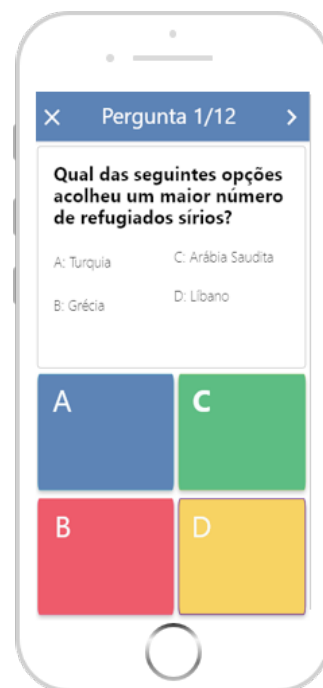 × Pergunta 1/12 >
Qual das seguintes opções
acolheu um maior número
de refugiados sírios?
A: Turquia
C: Arábia Saudita
B: Grécia
D: Líbano
A
C
B
D